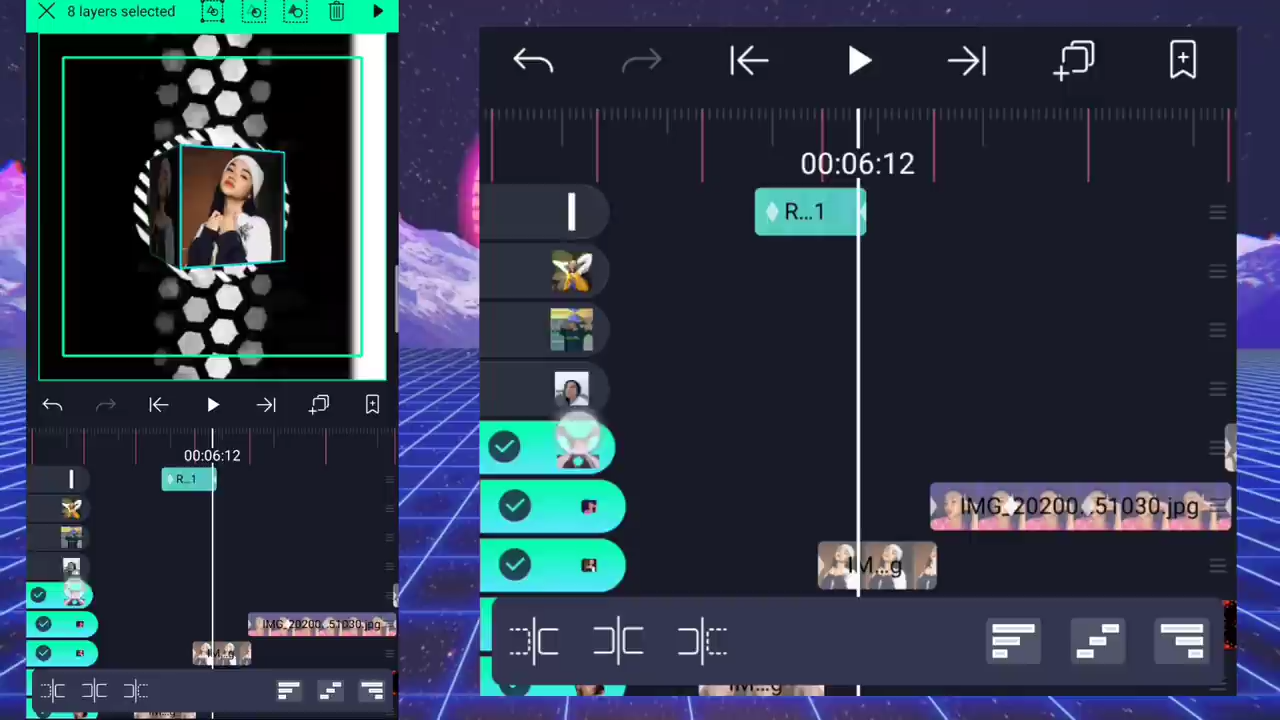 8 layers selected
00:06:12
R...1
IMG_20200...51030.jpg
00:06:12
R...1
IMG_20200...51030.jpg
IM...g
IM...g